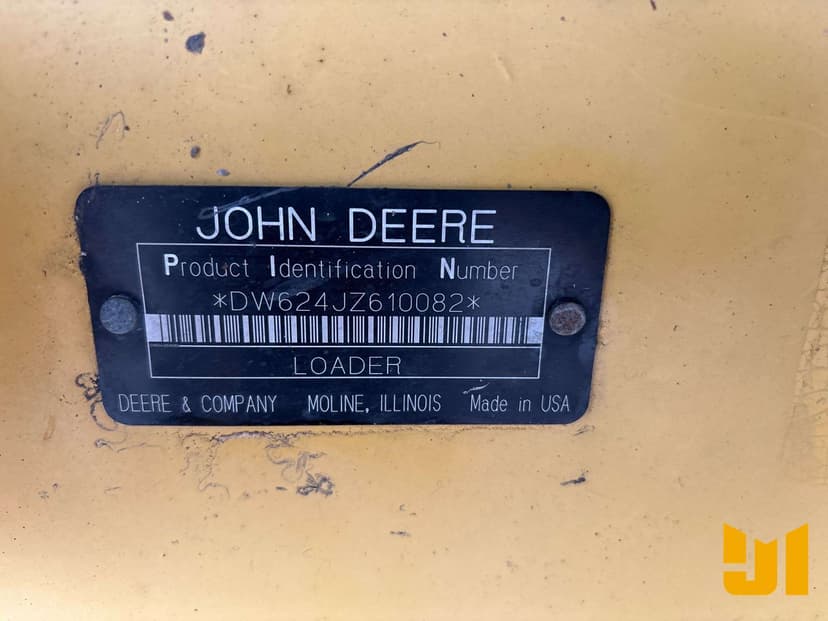 JOHN DEERE
Product Identification Number
*DW624JZ610082*
LOADER
DEERE & COMPANY MOLINE, ILLINOIS Made in USA